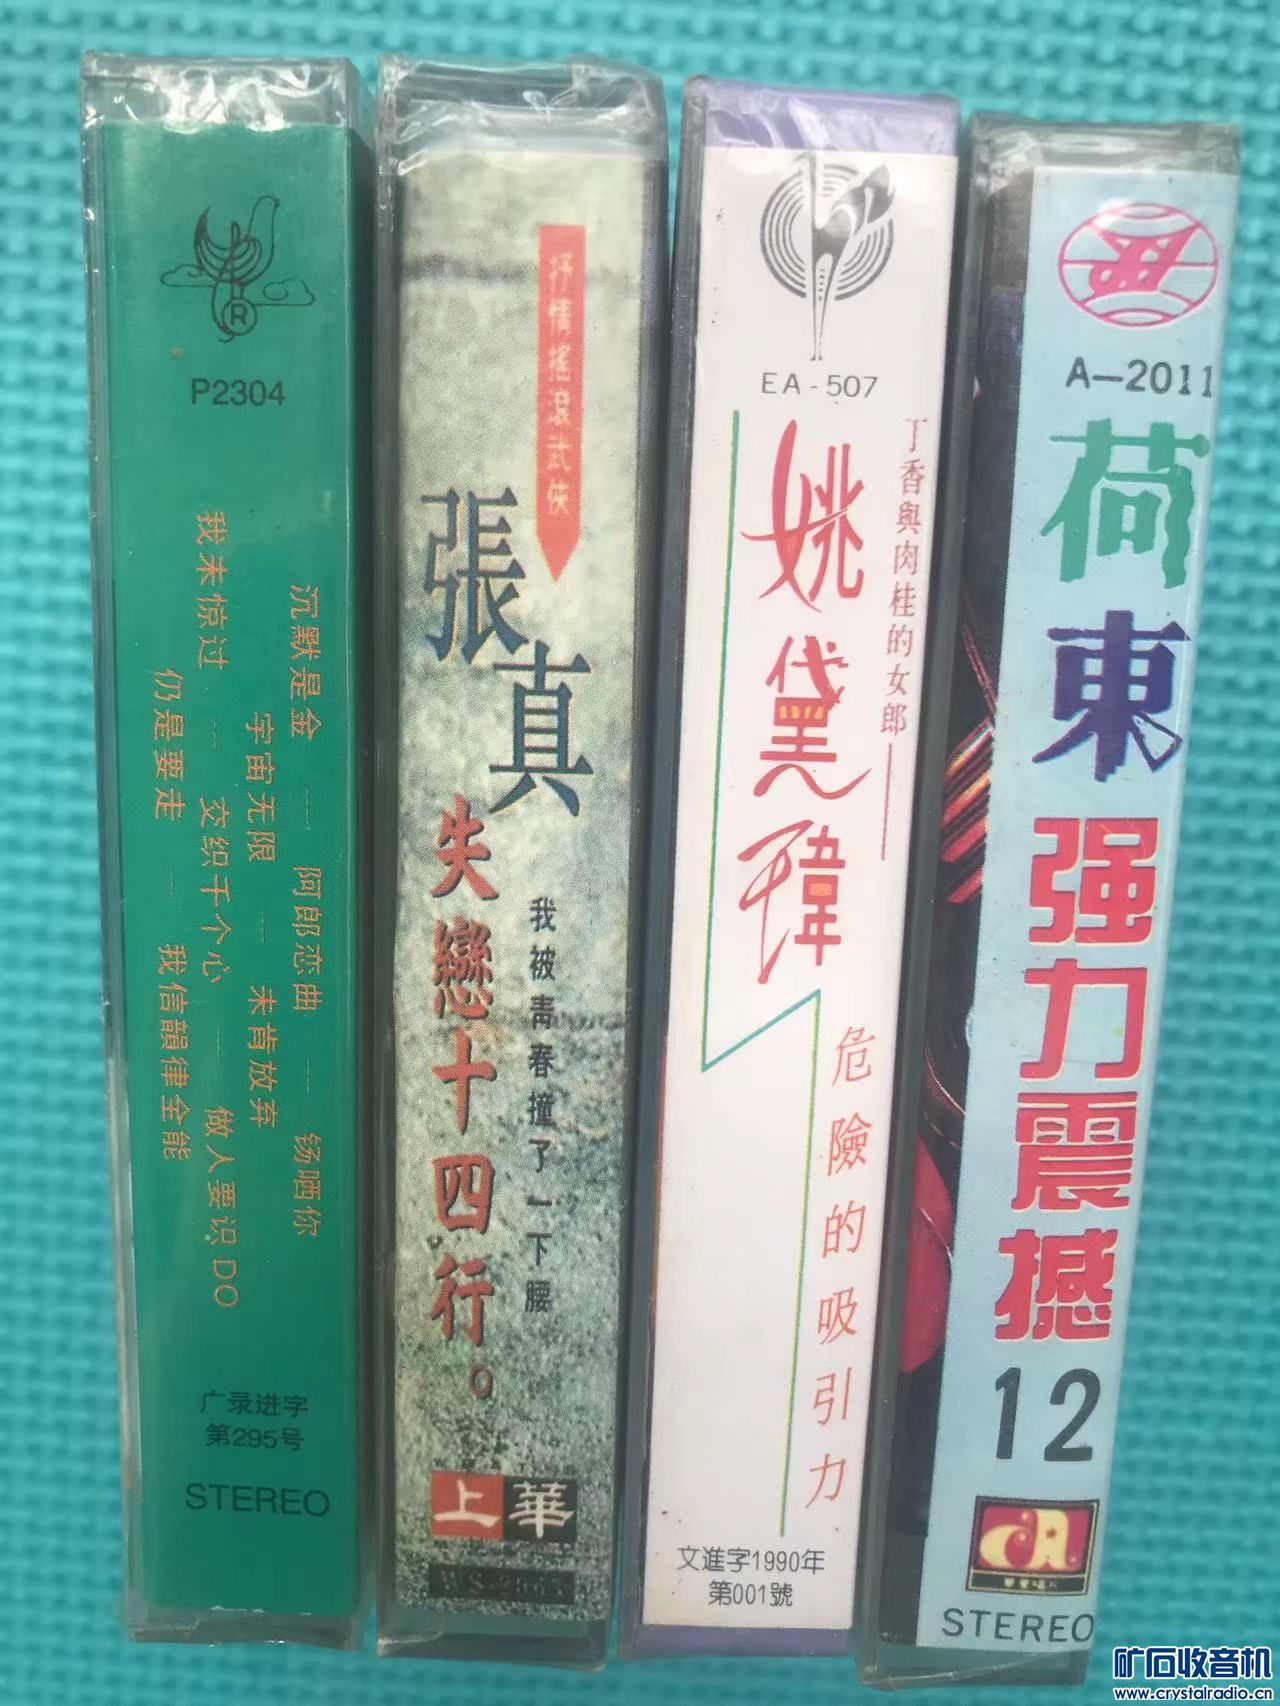 R
P2304
沉默是金 — 阿郎恋曲 — 锡晒你
宇宙无限 — 未肯放弃
我未惊过 — 交织千个心 — 做人要识DO
仍是要走 — 我信韻律全能
广录进字
第295号
STEREO
抒情搖滾武俠
張真
失戀十四行。
我被青春撞了一下腰
上華
EA-507
丁香與肉桂的女郎
姚黛瑋
危險的吸引力
文進字1990年
第001號
A-2011
荷東
强力震撼
12
STEREO
矿石收音机
www.crystalradio.cn